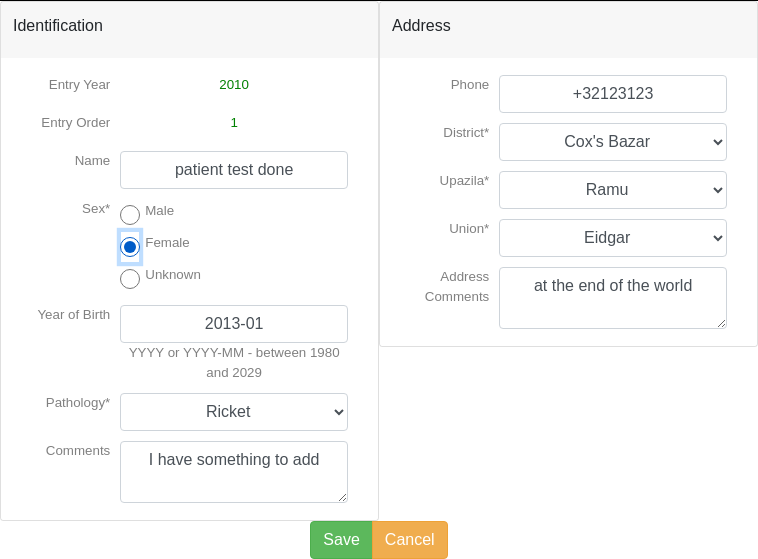 Identification
Entry Year 2010
Entry Order 1
Name patient test done
Sex* Male
Female
Unknown
Year of Birth 2013-01
YYYY or YYYY-MM - between 1980
and 2029
Pathology* Ricket
Comments I have something to add
Address
Phone +32123123
District* Cox's Bazar
Upazila* Ramu
Union* Eidgar
Address
Comments
at the end of the world
Save Cancel